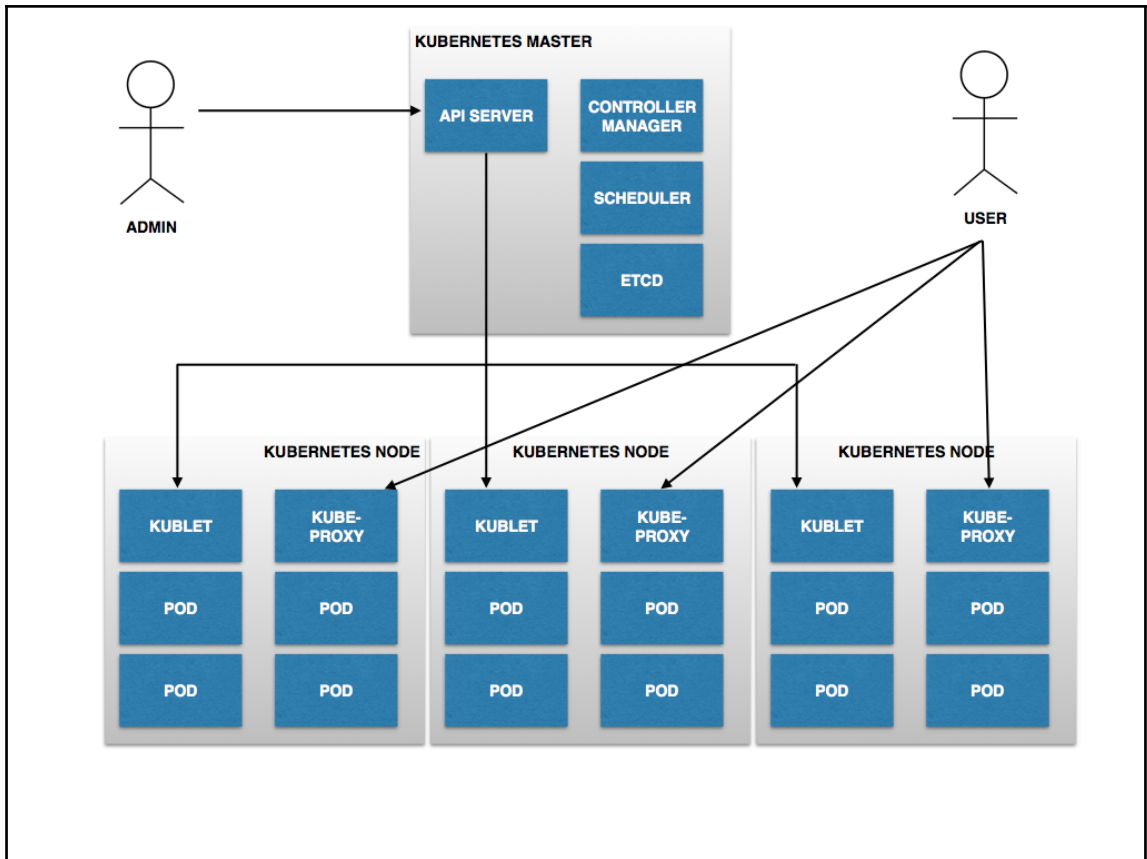 KUBERNETES MASTER
API SERVER
CONTROLLER
MANAGER
SCHEDULER
ETCD
ADMIN
USER
KUBERNETES NODE
KUBLET
KUBE-
PROXY
POD
POD
POD
POD
KUBERNETES NODE
KUBLET
KUBE-
PROXY
POD
POD
POD
POD
KUBERNETES NODE
KUBLET
KUBE-
PROXY
POD
POD
POD
POD